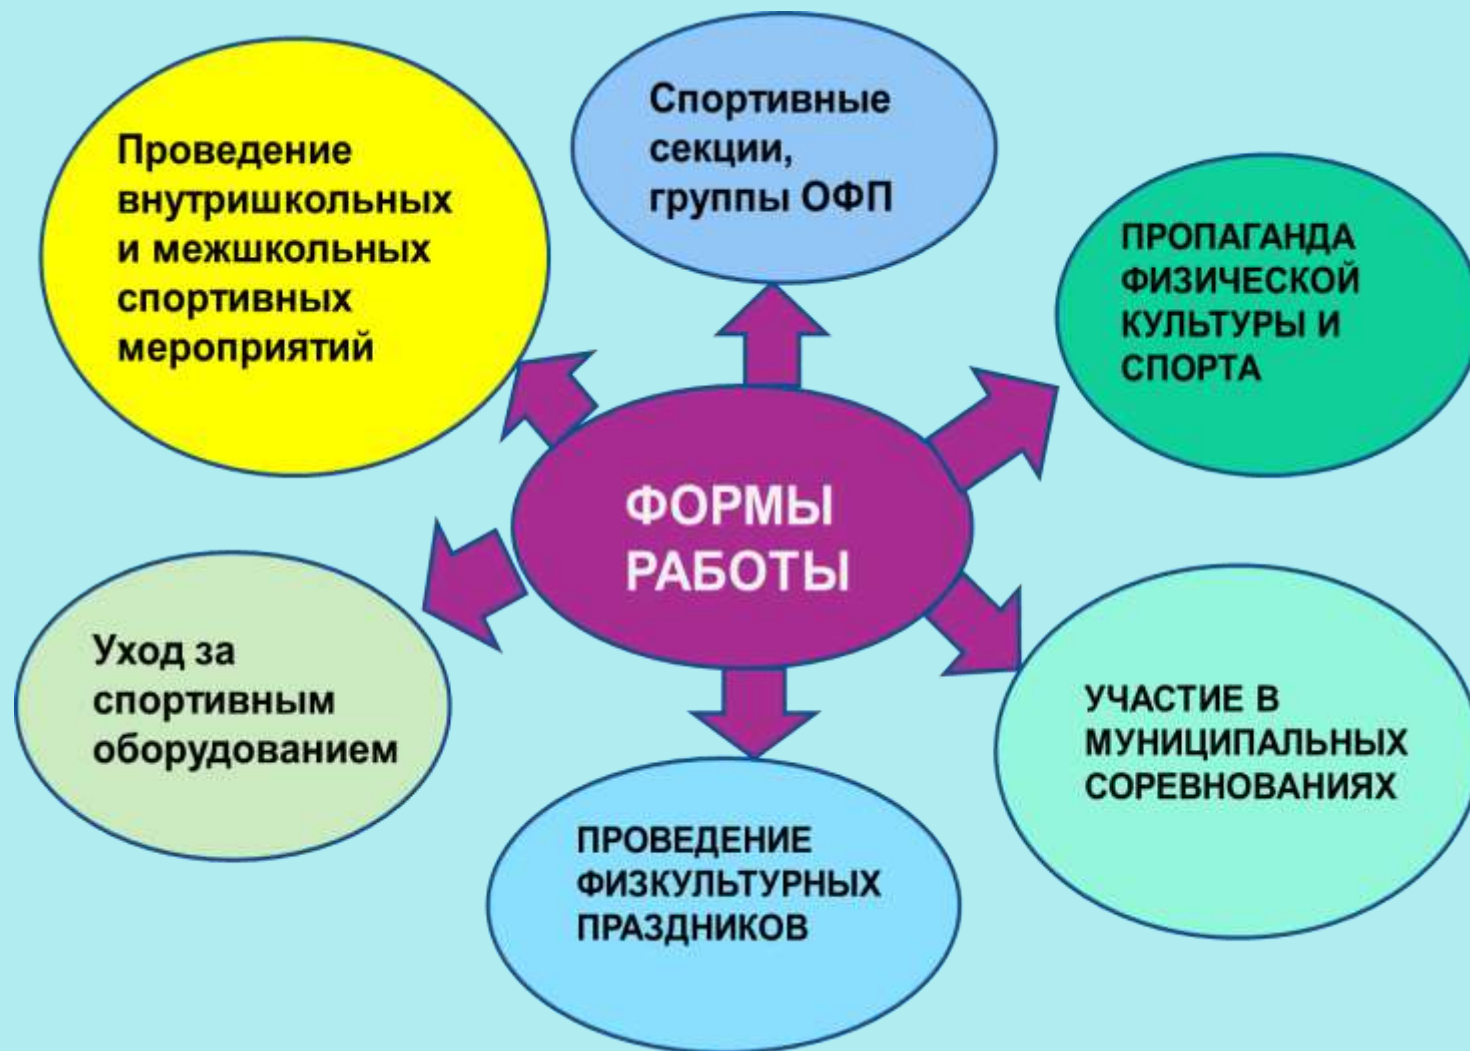 Проведение
внутришкольных
и межшкольных
спортивных
мероприятий
Спортивные
секции,
группы ОФП
ПРОПАГАНДА
ФИЗИЧЕСКОЙ
КУЛЬТУРЫ И
СПОРТА
ФОРМЫ
РАБОТЫ
Уход за
спортивным
оборудованием
УЧАСТИЕ В
МУНИЦИПАЛЬНЫХ
СОРЕВНОВАНИЯХ
ПРОВЕДЕНИЕ
ФИЗКУЛЬТУРНЫХ
ПРАЗДНИКОВ